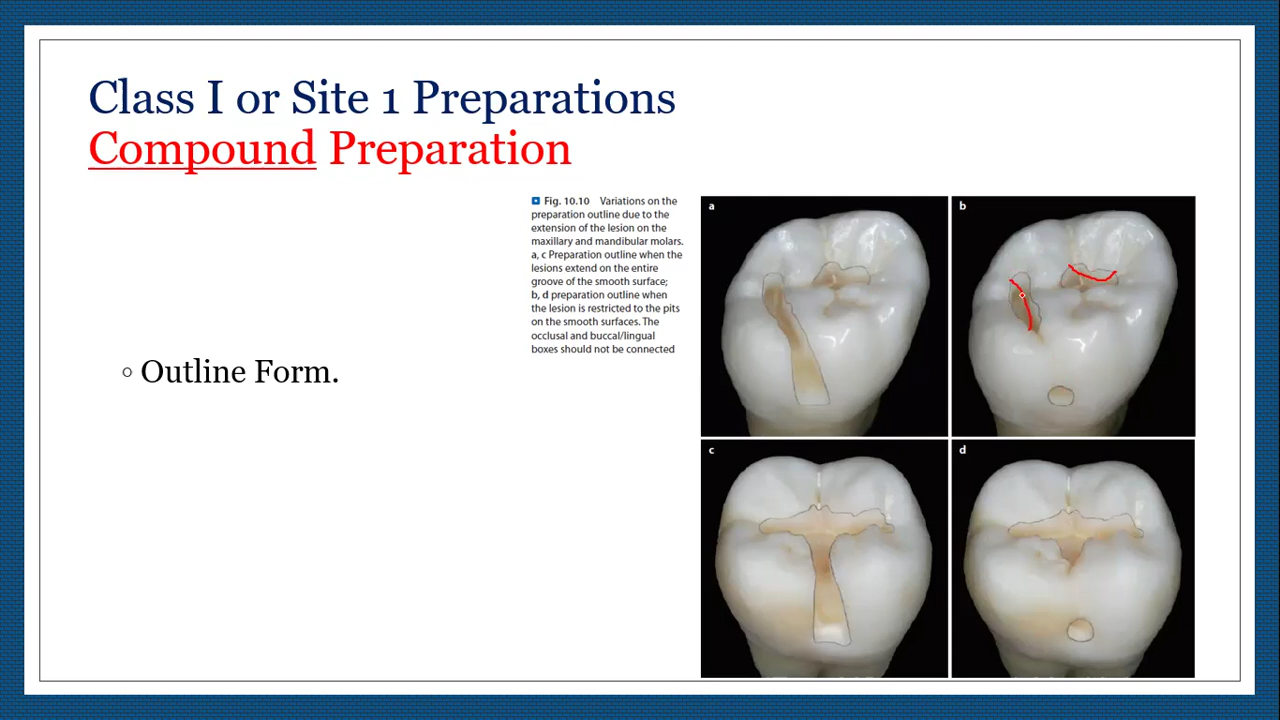 Class I or Site 1 Preparations
Compound Preparation
Fig. 10.10 Variations on the
preparation outline due to the
extension of the lesion on the
maxillary and mandibular molars.
a, c Preparation outline when the
lesions extend on the entire
groove of the smooth surface;
b, d preparation outline when
the lesion is restricted to the pits
on the smooth surfaces. The
occlusal and buccal/lingual
boxes should not be connected
a
b
◦ Outline Form.
c
d